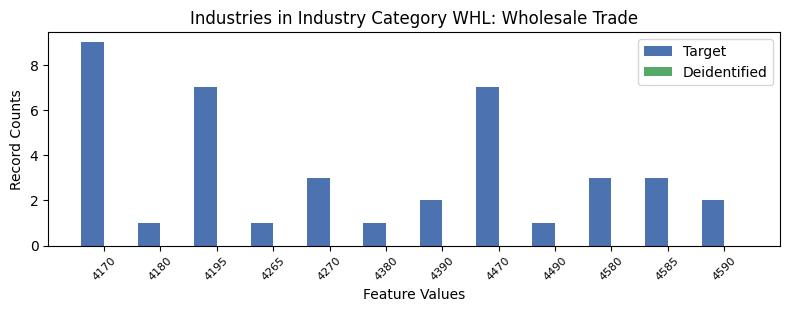 Industries in Industry Category WHL: Wholesale Trade
Target
Deidentified
Record Counts
8
6
4
2
0
4170 4180 4195 4265 4270 4380 4390 4470 4490 4580 4585 4590
Feature Values